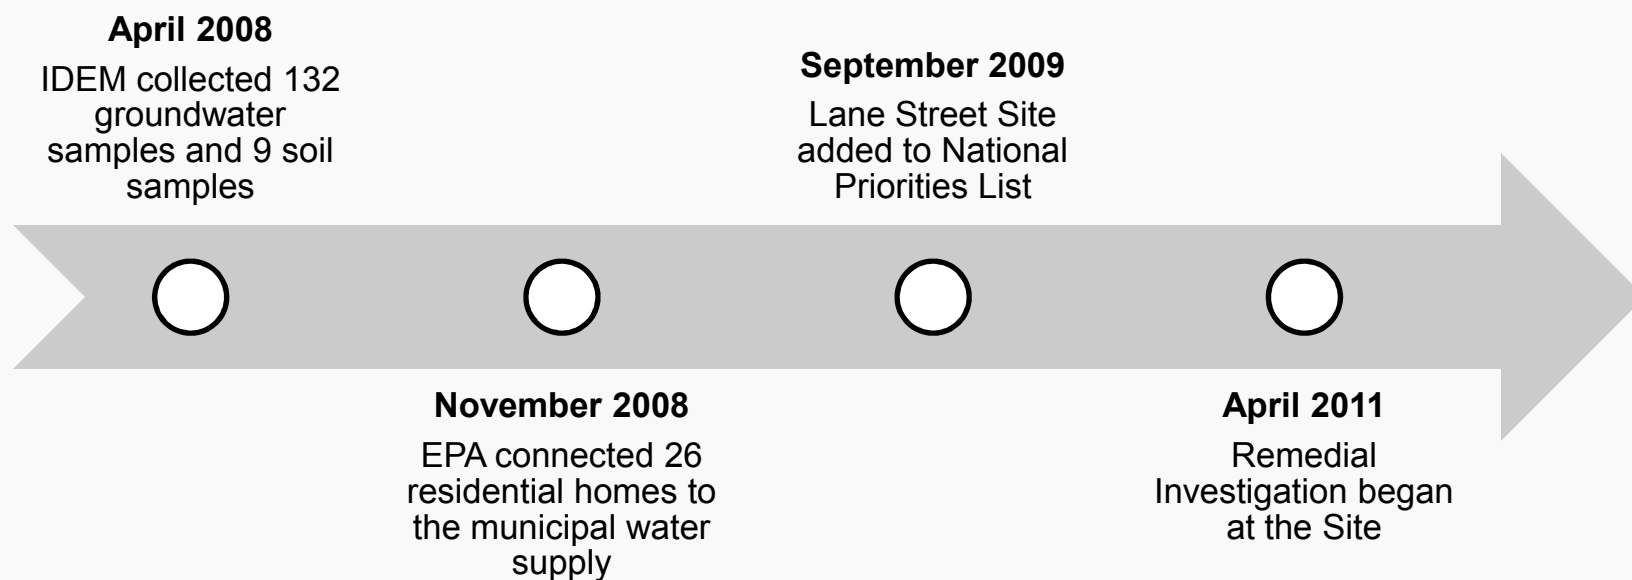 April 2008
IDEM collected 132
groundwater
samples and 9 soil
samples
November 2008
EPA connected 26
residential homes to
the municipal water
supply
September 2009
Lane Street Site
added to National
Priorities List
April 2011
Remedial
Investigation began
at the Site